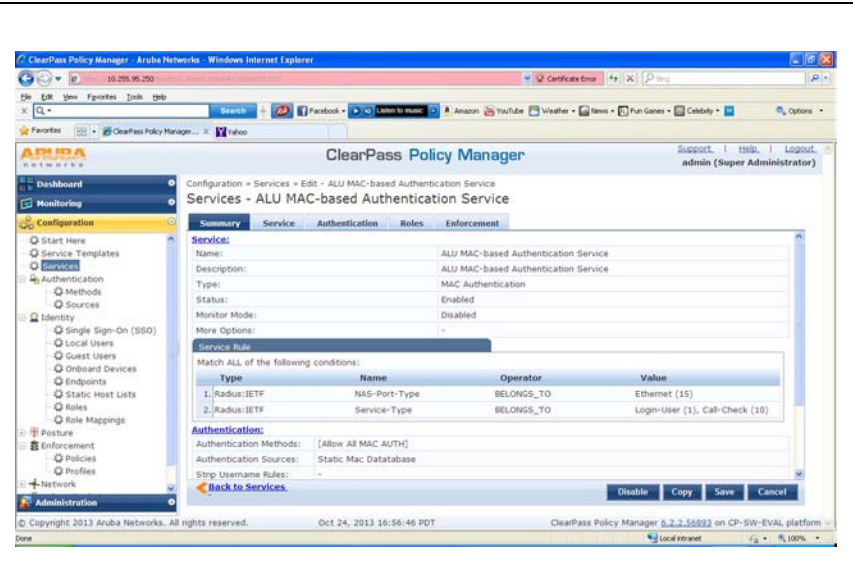 ClearPass Policy Manager - Aruba Networks - Windows Internet Explorer
10.255.95.250
Certificate Error
Bing
File Edit View Favorites Tools Help
Search Facebook Listen to music Amazon YouTube Weather News Fun Games Celebrity Options
Favorites ClearPass Policy Manager... Yahoo
ARUBA networks
ClearPass Policy Manager
Support | Help | Logout
admin (Super Administrator)
Dashboard
Monitoring
Configuration
Start Here
Service Templates
Services
Authentication
Methods
Sources
Identity
Single Sign-On (SSO)
Local Users
Guest Users
Onboard Devices
Endpoints
Static Host Lists
Roles
Role Mappings
Posture
Enforcement
Policies
Profiles
Network
Administration
Configuration » Services » Edit - ALU MAC-based Authentication Service
Services - ALU MAC-based Authentication Service
Summary Service Authentication Roles Enforcement
Service:
Name: ALU MAC-based Authentication Service
Description: ALU MAC-based Authentication Service
Type: MAC Authentication
Status: Enabled
Monitor Mode: Disabled
More Options: -
Service Rule
Match ALL of the following conditions:
Type Name Operator Value
1. Radius:IETF NAS-Port-Type BELONGS_TO Ethernet (15)
2. Radius:IETF Service-Type BELONGS_TO Login-User (1), Call-Check (10)
Authentication:
Authentication Methods: [Allow All MAC AUTH]
Authentication Sources: Static Mac Datatabase
Strip Username Rules: -
Back to Services
Disable Copy Save Cancel
© Copyright 2013 Aruba Networks. All rights reserved. Oct 24, 2013 16:56:46 PDT ClearPass Policy Manager 6.2.2.56893 on CP-SW-EVAL platform
Done Local intranet 100%